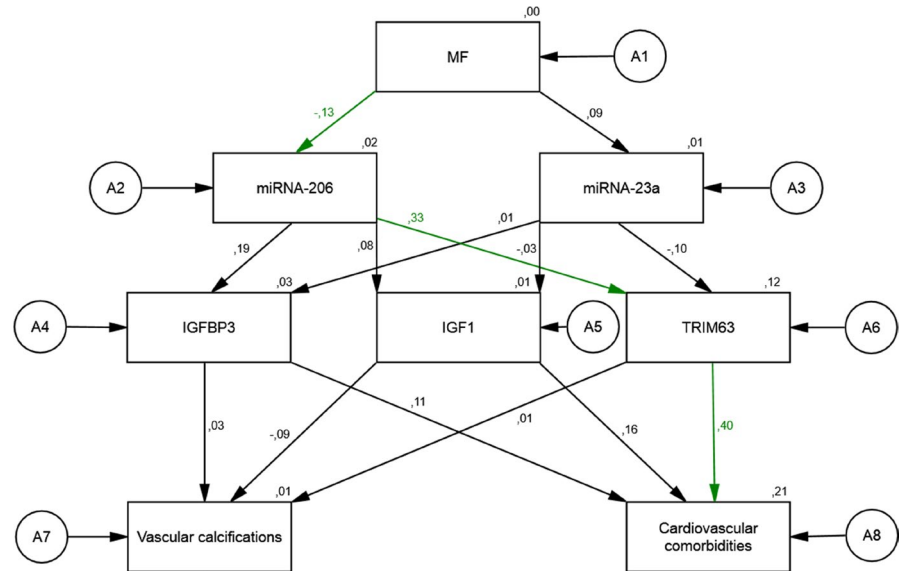 ,00
MF
A1
-,13
,09
,02
,01
A2
miRNA-206
miRNA-23a
A3
,33
,01
,19
,08
-,03
-,10
,03
,01
,12
A4
IGFBP3
IGF1
A5
TRIM63
A6
,11
,01
,03
-,09
,16
,40
,01
,21
A7
Vascular calcifications
Cardiovascular
comorbidities
A8